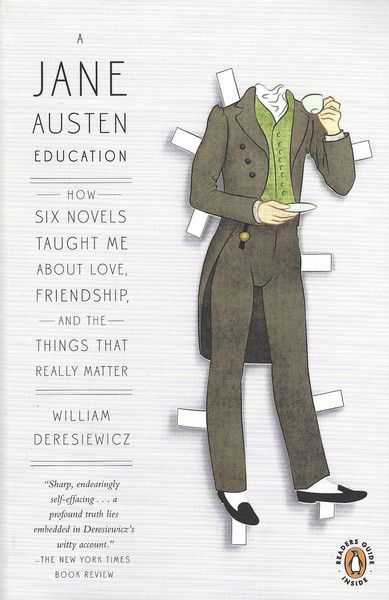 A
JANE
AUSTEN
EDUCATION
HOW
SIX NOVELS
TAUGHT ME
ABOUT LOVE,
FRIENDSHIP,
AND THE
THINGS THAT
REALLY MATTER
WILLIAM
DERESIEWICZ
“Sharp, endearingly
self-effacing . . . a
profound truth lies
embedded in Deresiewicz’s
witty account.”
—THE NEW YORK TIMES
BOOK REVIEW
READERS GUIDE
INSIDE